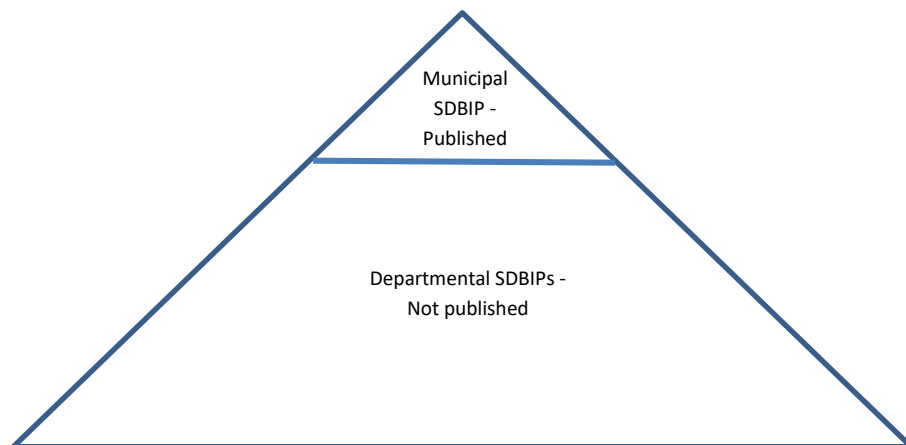 Municipal
SDBIP -
Published
Departmental SDBIPs -
Not published